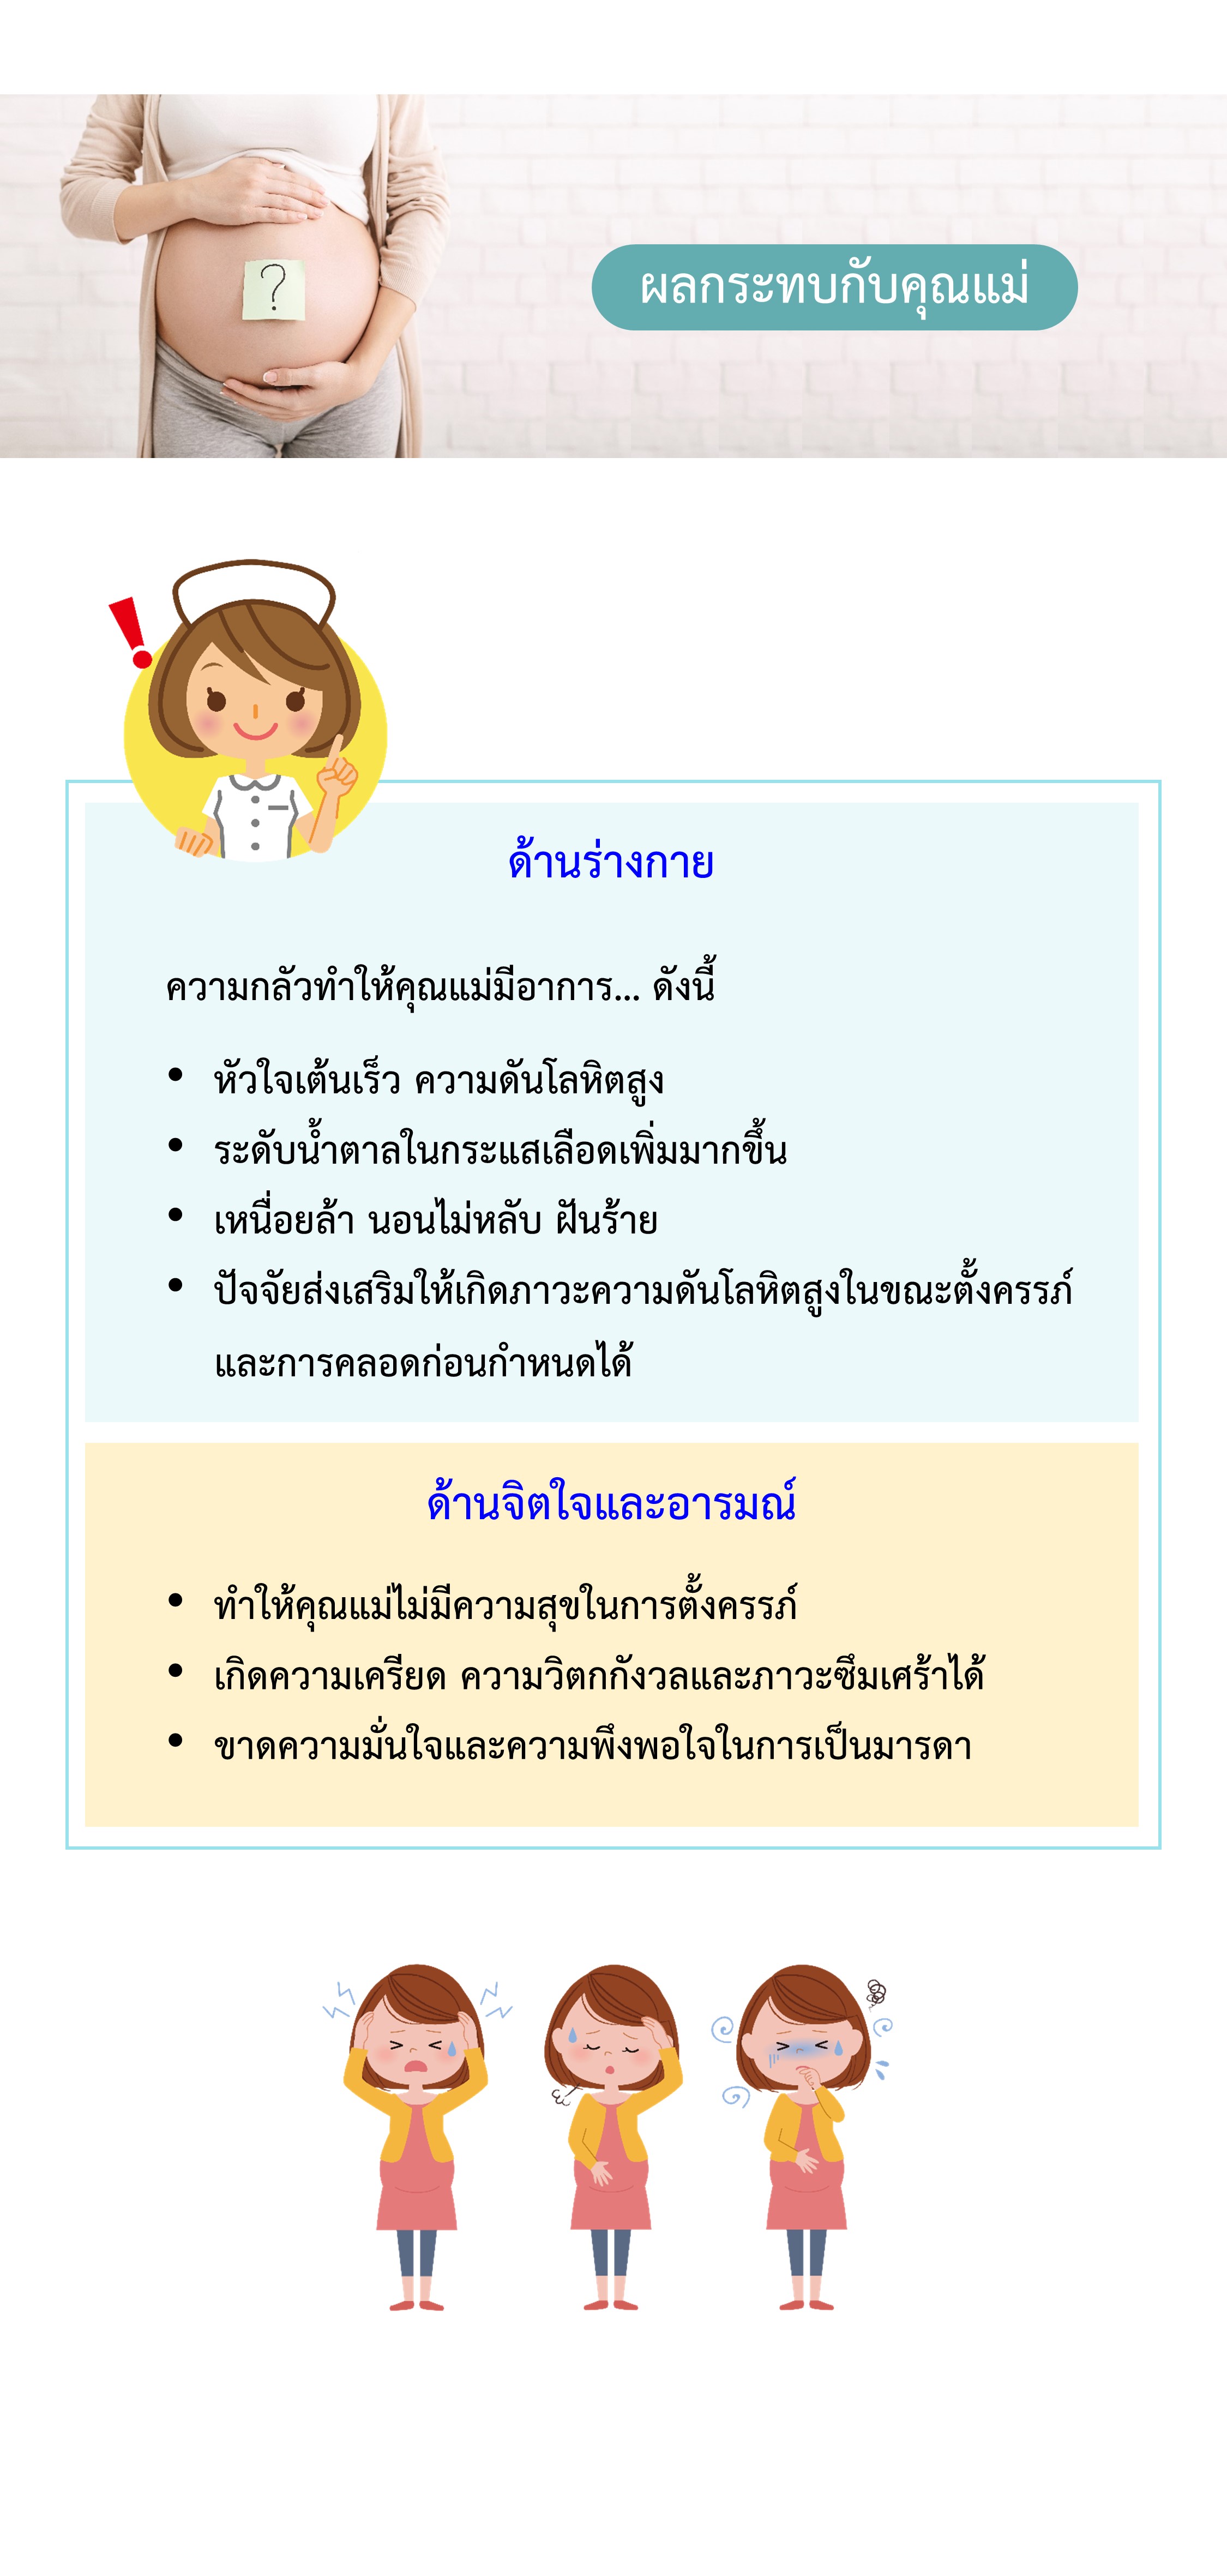 ?
ผลกระทบกับคุณแม่
!
ด้านร่างกาย
ความกลัวทำให้คุณแม่มีอาการ... ดังนี้
• หัวใจเต้นเร็ว ความดันโลหิตสูง
• ระดับน้ำตาลในกระแสเลือดเพิ่มมากขึ้น
• เหนื่อยล้า นอนไม่หลับ ฝันร้าย
• ปัจจัยส่งเสริมให้เกิดภาวะความดันโลหิตสูงในขณะตั้งครรภ์
และการคลอดก่อนกำหนดได้
ด้านจิตใจและอารมณ์
• ทำให้คุณแม่ไม่มีความสุขในการตั้งครรภ์
• เกิดความเครียด ความวิตกกังวลและภาวะซึมเศร้าได้
• ขาดความมั่นใจและความพึงพอใจในการเป็นมารดา